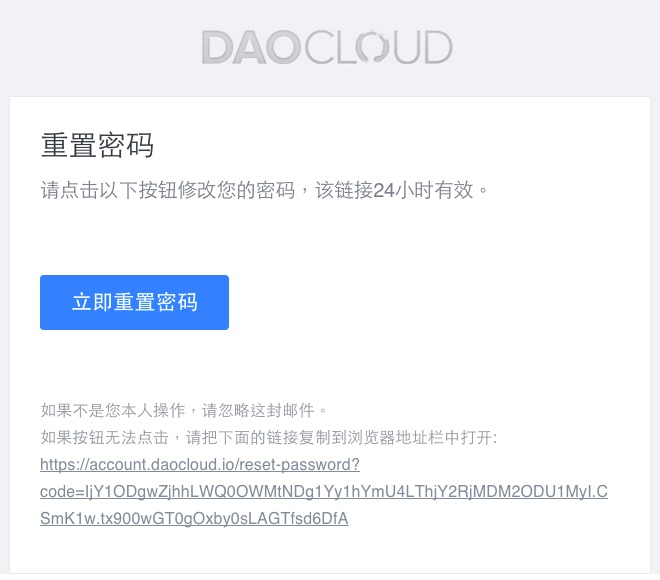 DAOCLOUD
重置密码
请点击以下按钮修改您的密码，该链接24小时有效。
立即重置密码
如果不是您本人操作，请忽略这封邮件。
如果按钮无法点击，请把下面的链接复制到浏览器地址栏中打开:
https://account.daocloud.io/reset-password?
code=IjY1ODgwZjhhLWQ0OWMtNDg1Yy1hYmU4LThjY2RjMDM2ODU1MyI.C
SmK1w.tx900wGT0gOxby0sLAGTfsd6DfA